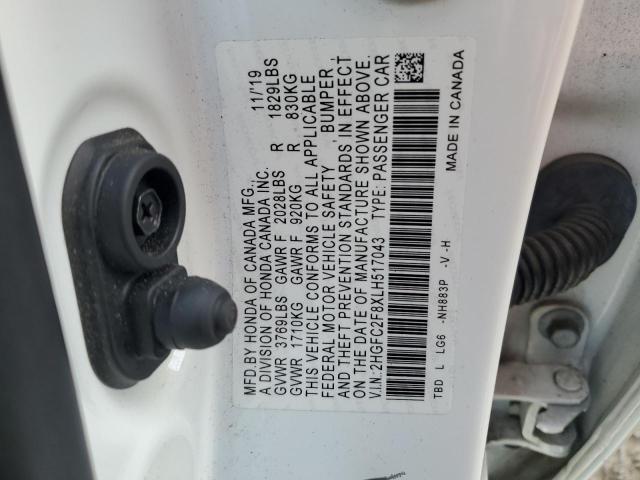 MFD. BY HONDA OF CANADA MFG., 11/19
A DIVISION OF HONDA CANADA INC.
GVWR 3769LBS GAWR F 2028LBS R 1829LBS
GVWR 1710KG GAWR F 920KG R 830KG
THIS VEHICLE CONFORMS TO ALL APPLICABLE
FEDERAL MOTOR VEHICLE SAFETY , BUMPER ,
AND THEFT PREVENTION STANDARDS IN EFFECT
ON THE DATE OF MANUFACTURE SHOWN ABOVE.
V.I.N.:2HGFC2F8XLH517043 TYPE: PASSENGER CAR
TBD L LG6 -NH883P -V -H
MADE IN CANADA